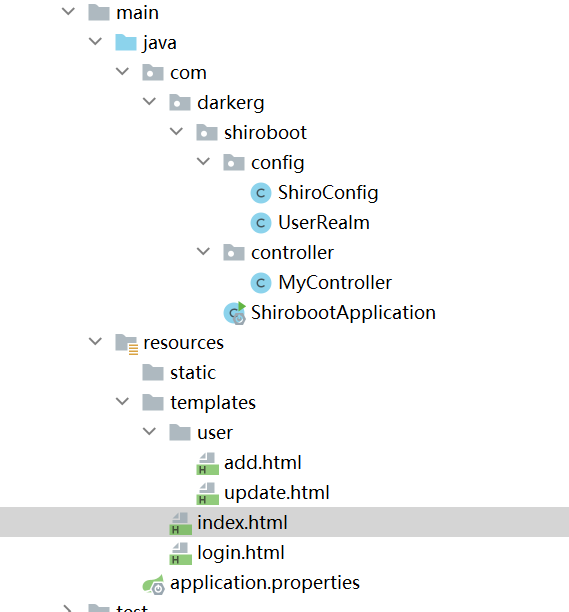 main
java
com
darkerg
shiroboot
config
ShiroConfig
UserRealm
controller
MyController
ShirobootApplication
resources
static
templates
user
add.html
update.html
index.html
login.html
application.properties
test